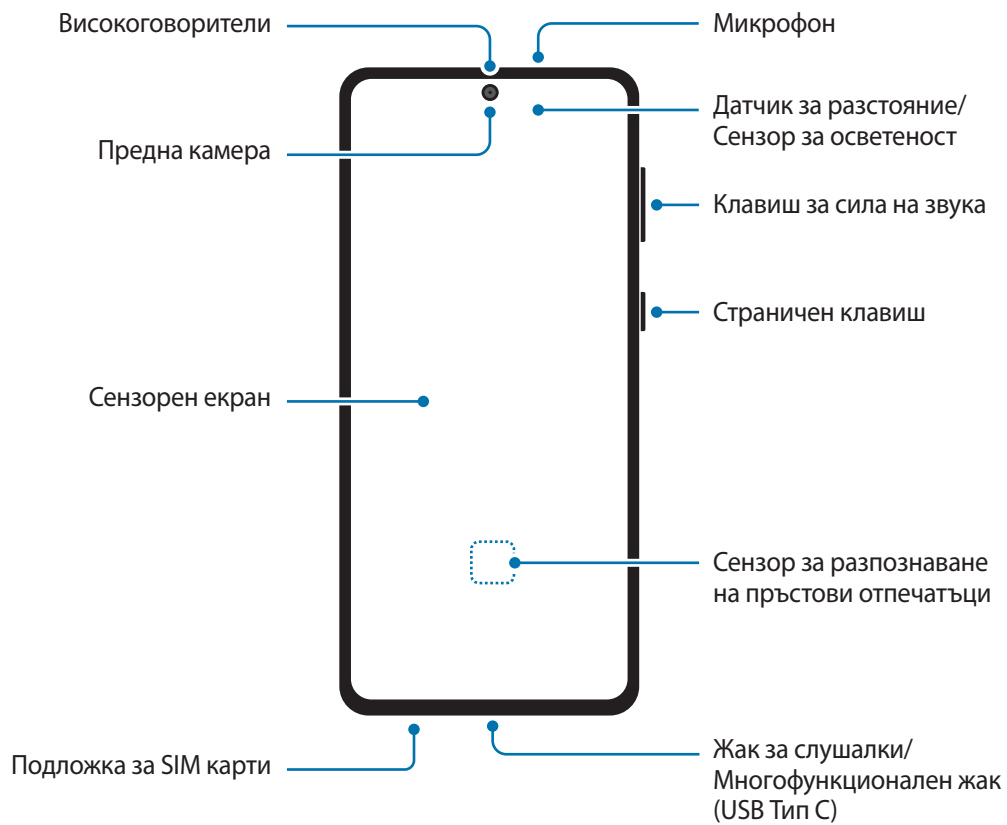 Високоговорители
Микрофон
Предна камера
Датчик за разстояние/
Сензор за осветеност
Клавиш за сила на звука
Страничен клавиш
Сензорен екран
Сензор за разпознаване
на пръстови отпечатъци
Подложка за SIM карти
Жак за слушалки/
Многофункционален жак
(USB Тип C)